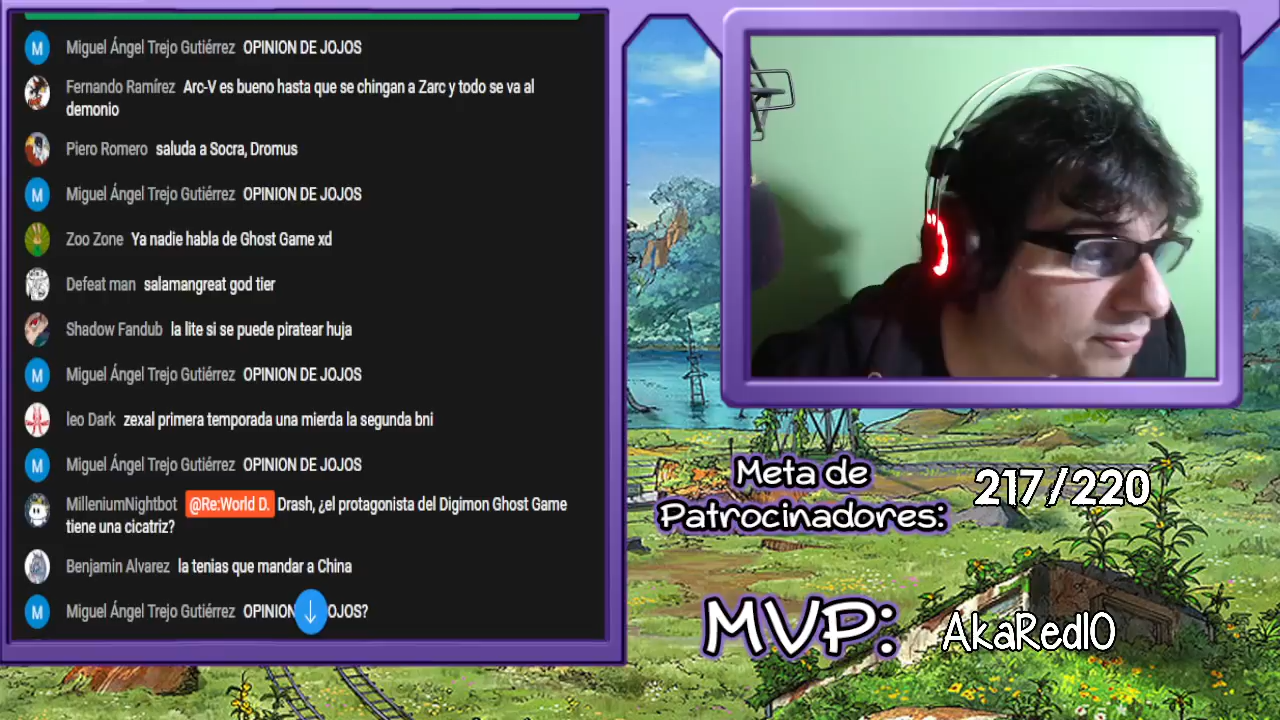 Miguel Ángel Trejo Gutiérrez OPINION DE JOJOS
Fernando Ramírez Arc-V es bueno hasta que se chingan a Zarc y todo se va al
demonio
Piero Romero saluda a Socra, Dromus
Miguel Ángel Trejo Gutiérrez OPINION DE JOJOS
Zoo Zone Ya nadie habla de Ghost Game xd
Defeat man salamangreat god tier
Shadow Fandub la lite si se puede piratear huja
Miguel Ángel Trejo Gutiérrez OPINION DE JOJOS
leo Dark zexal primera temporada una mierda la segunda bni
Miguel Ángel Trejo Gutiérrez OPINION DE JOJOS
MilleniumNightbot @Re:World D. Drash, ¿el protagonista del Digimon Ghost Game
tiene una cicatriz?
Benjamin Alvarez la tenias que mandar a China
Miguel Ángel Trejo Gutiérrez OPINION OJOS?
Meta de
Patrocinadores: 217/220
MVP: AkaRed10